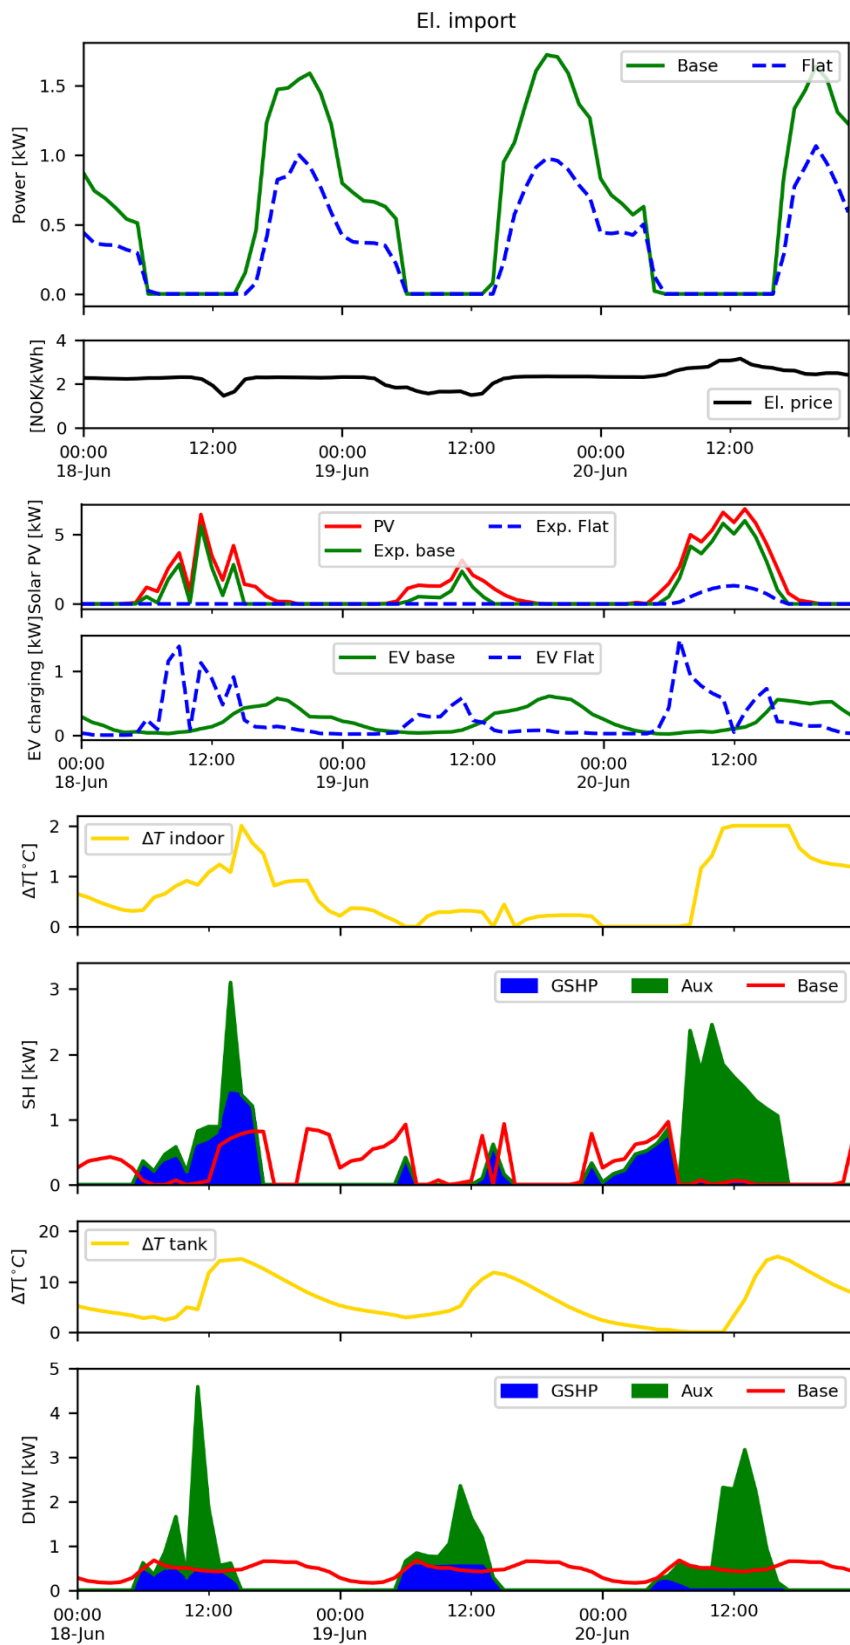 El. import
Base
Flat
Power [kW]
1.5
1.0
0.5
0.0
[NOK/kWh]
4
2
0
El. price
00:00
18-Jun
12:00
00:00
19-Jun
12:00
00:00
20-Jun
12:00
Solar PV [kW]
5
0
PV
Exp. base
Exp. Flat
EV charging [kW]
1
0
EV base
EV Flat
00:00
18-Jun
12:00
00:00
19-Jun
12:00
00:00
20-Jun
12:00
ΔT[°C]
2
1
0
ΔT indoor
SH [kW]
3
2
1
0
GSHP
Aux
Base
ΔT[°C]
20
10
0
ΔT tank
DHW [kW]
5
4
3
2
1
0
GSHP
Aux
Base
00:00
18-Jun
12:00
00:00
19-Jun
12:00
00:00
20-Jun
12:00